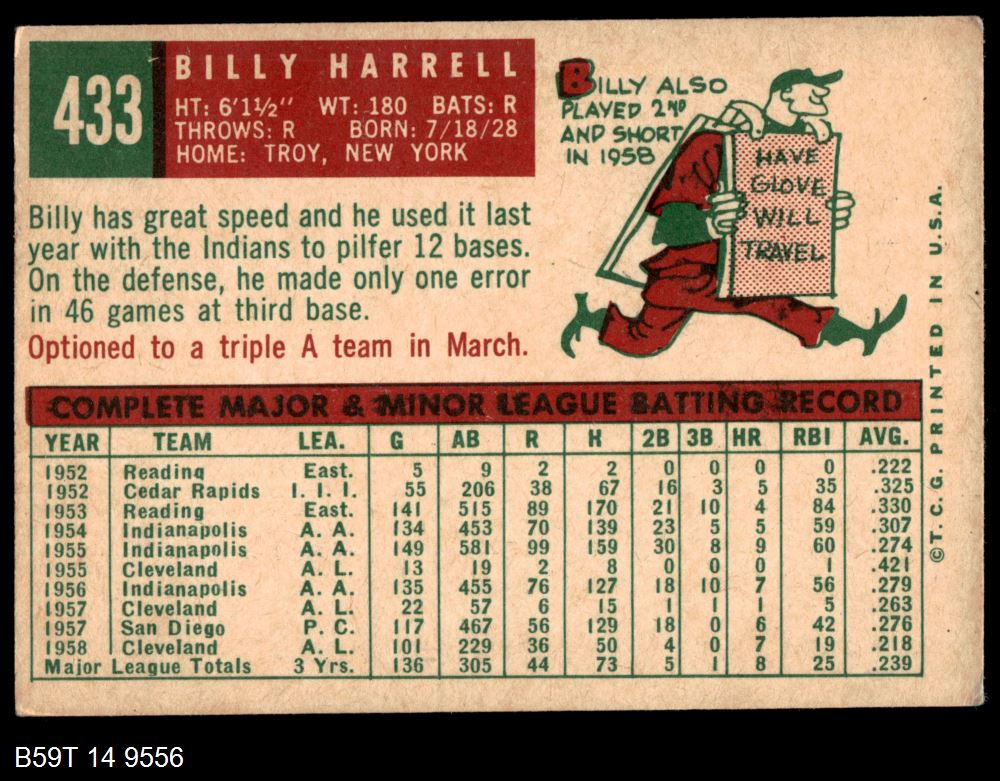 433
BILLY HARRELL
HT: 6'1½" WT: 180 BATS: R
THROWS: R BORN: 7/18/28
HOME: TROY, NEW YORK
BILLY ALSO
PLAYED 2ND
AND SHORT
IN 1958
HAVE
GLOVE
WILL
TRAVEL
Billy has great speed and he used it last
year with the Indians to pilfer 12 bases.
On the defense, he made only one error
in 46 games at third base.
Optioned to a triple A team in March.
COMPLETE MAJOR & MINOR LEAGUE BATTING RECORD
YEAR TEAM LEA. G AB R H 2B 3B HR RBI AVG.
1952 Reading East. 5 9 2 2 0 0 0 0 .222
1952 Cedar Rapids I. I. I. 55 206 38 67 16 3 5 35 .325
1953 Reading East. 141 515 89 170 21 10 4 84 .330
1954 Indianapolis A. A. 134 453 70 139 23 5 5 59 .307
1955 Indianapolis A. A. 149 581 99 159 30 8 9 60 .274
1955 Cleveland A. L. 13 19 2 8 0 0 0 1 .421
1956 Indianapolis A. A. 135 455 76 127 18 10 7 56 .279
1957 Cleveland A. L. 22 57 6 15 1 1 1 5 .263
1957 San Diego P. C. 117 467 56 129 18 0 6 42 .276
1958 Cleveland A. L. 101 229 36 50 4 0 7 19 .218
Major League Totals 3 Yrs. 136 305 44 73 5 1 8 25 .239
©T. C. G. PRINTED IN U.S.A.
B59T 14 9556